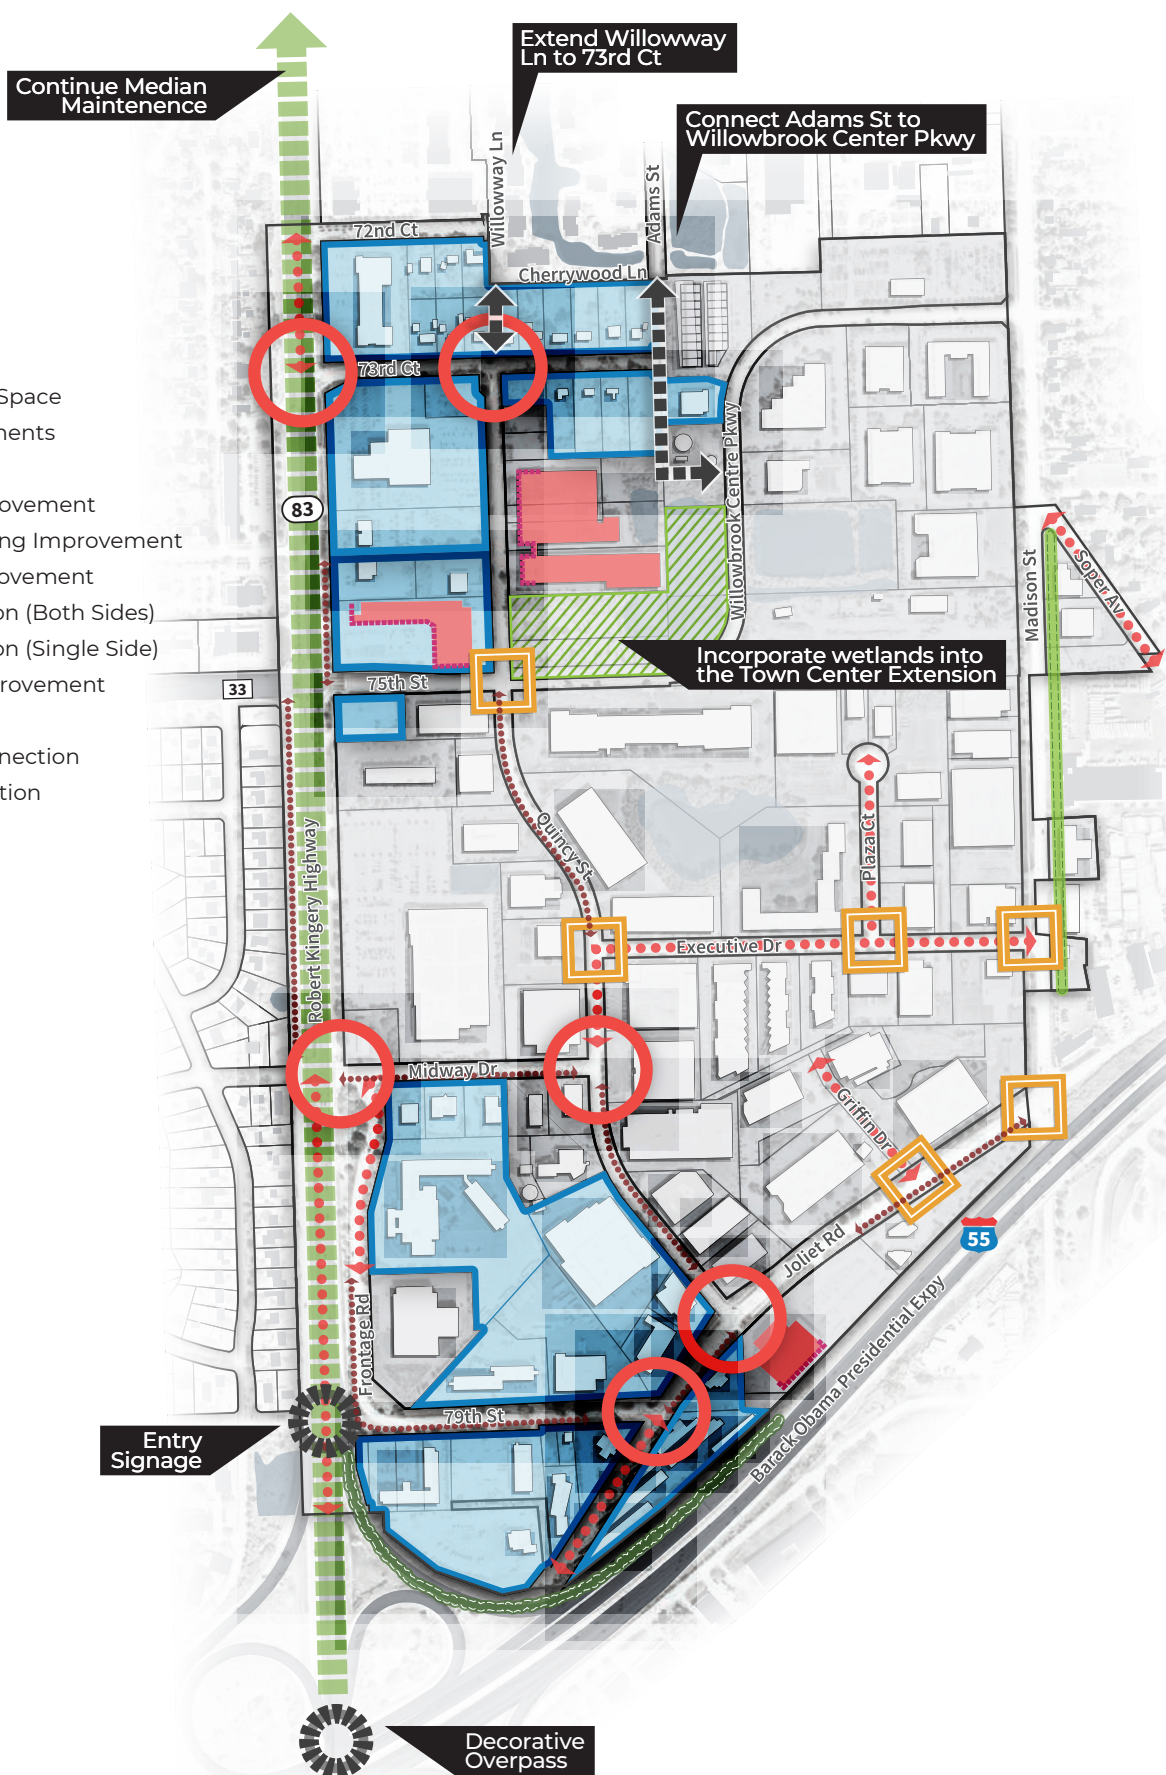 Extend Willowway
Ln to 73rd Ct
Continue Median
Maintenence
Connect Adams St to
Willowbrook Center Pkwy
Willowway Ln
Adams St
72nd Ct
Cherrywood Ln
73rd Ct
Space
ovement
ng Improvement
ovement
on (Both Sides)
on (Single Side)
rovement
83
Willowbrook Centre Pkwy
Madison St
Soper Av
Incorporate wetlands into
the Town Center Extension
33
75th St
Quincy St
Plaza Ct
Robert Kingery Highway
Executive Dr
Midway Dr
Griffin Dr
Joliet Rd
55
Frontage Rd
Barack Obama Presidential Expy
79th St
Entry
Signage
Decorative
Overpass